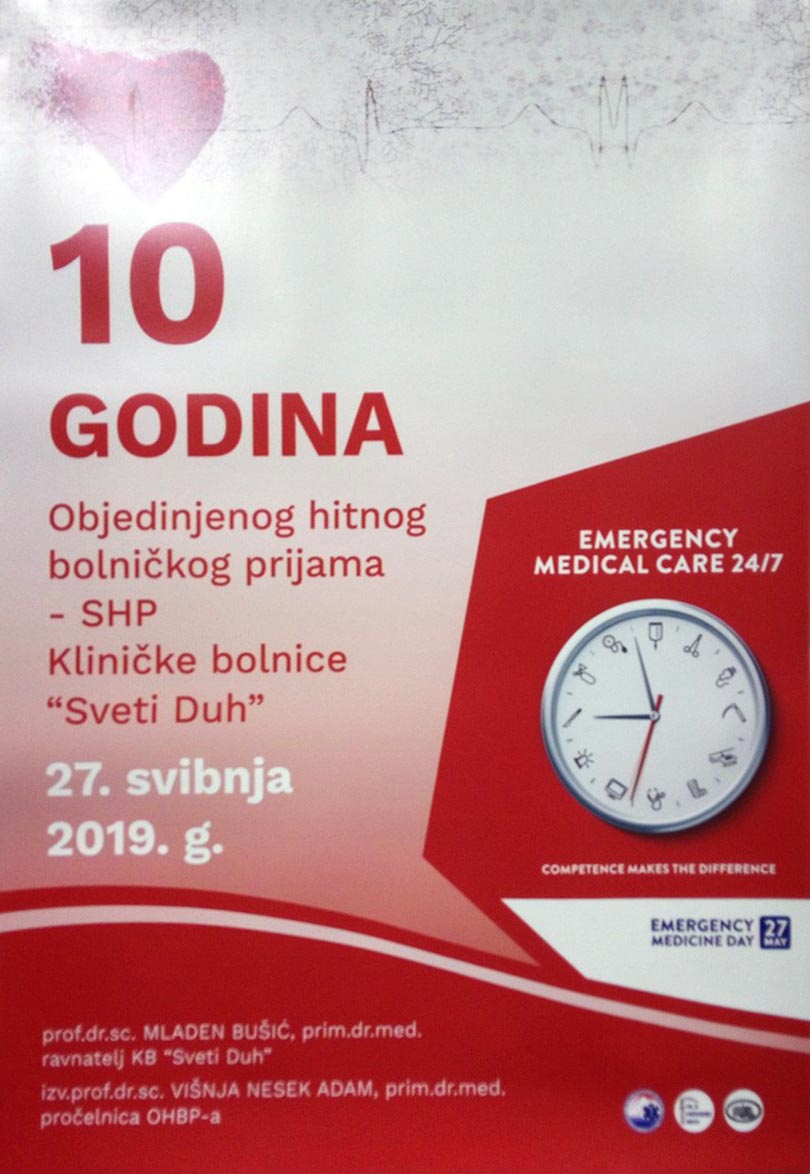 10
GODINA
Objedinjenog hitnog
bolničkog prijama
- SHP
Kliničke bolnice
“Sveti Duh”
27. svibnja
2019. g.
EMERGENCY
MEDICAL CARE 24/7
COMPETENCE MAKES THE DIFFERENCE
EMERGENCY
MEDICINE DAY
27
MAY
prof.dr.sc. MLADEN BUŠIĆ, prim.dr.med.
ravnatelj KB “Sveti Duh”
izv.prof.dr.sc. VIŠNJA NESEK ADAM, prim.dr.med.
pročelnica OHBP-a